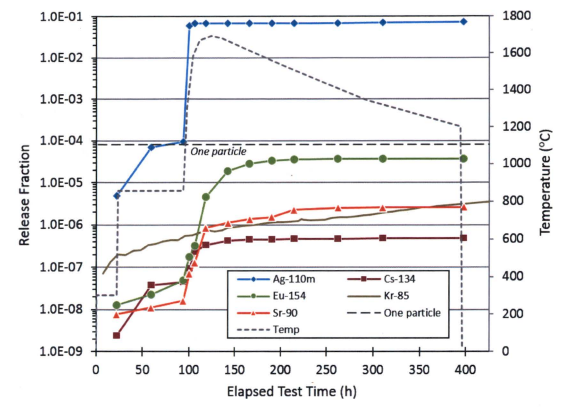 1.0E-01
1.0E-02
1.0E-03
1.0E-04
1.0E-05
1.0E-06
1.0E-07
1.0E-08
1.0E-09
Release Fraction
1800
1600
1400
1200
1000
800
600
400
200
0
Temperature (°C)
One particle
Ag-110m
Cs-134
Eu-154
Kr-85
Sr-90
One particle
Temp
0 50 100 150 200 250 300 350 400
Elapsed Test Time (h)